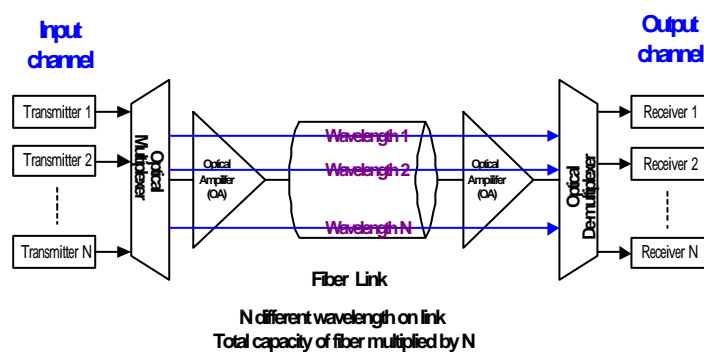 Input
channel
Output
channel
Transmitter 1
Transmitter 2
Transmitter N
Optical
Multiplexer
Optical
Amplifier
(OA)
Wavelength 1
Wavelength 2
Wavelength N
Optical
Amplifier
(OA)
Optical
Demultiplexer
Receiver 1
Receiver 2
Receiver N
Fiber Link
N different wavelength on link
Total capacity of fiber multiplied by N